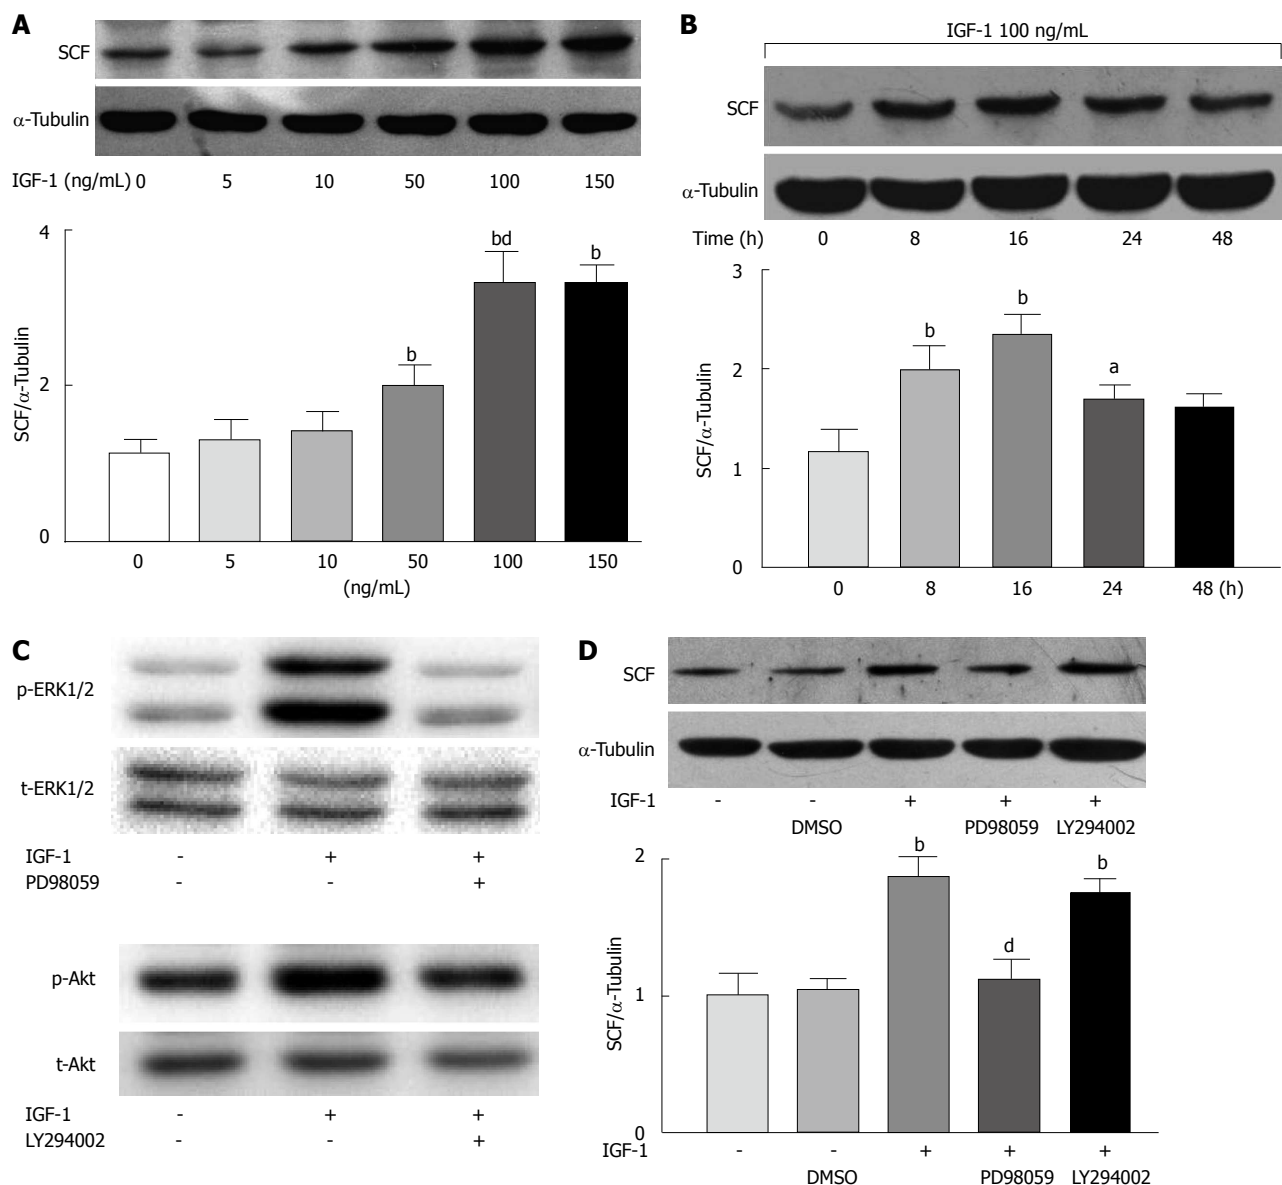 A
SCF
α-Tubulin
IGF-1 (ng/mL) 0 5 10 50 100 150
4
2
0
SCF/α-Tubulin
b
bd
b
0 5 10 50 100 150
(ng/mL)
B
IGF-1 100 ng/mL
SCF
α-Tubulin
Time (h) 0 8 16 24 48
3
2
1
0
SCF/α-Tubulin
b
b
a
0 8 16 24 48 (h)
C
p-ERK1/2
t-ERK1/2
IGF-1 - + +
PD98059 - - +
p-Akt
t-Akt
IGF-1 - + +
LY294002 - - +
D
SCF
α-Tubulin
IGF-1 - - + + +
DMSO PD98059 LY294002
2
1
0
SCF/α-Tubulin
b
d
b
IGF-1 - - + + +
DMSO PD98059 LY294002